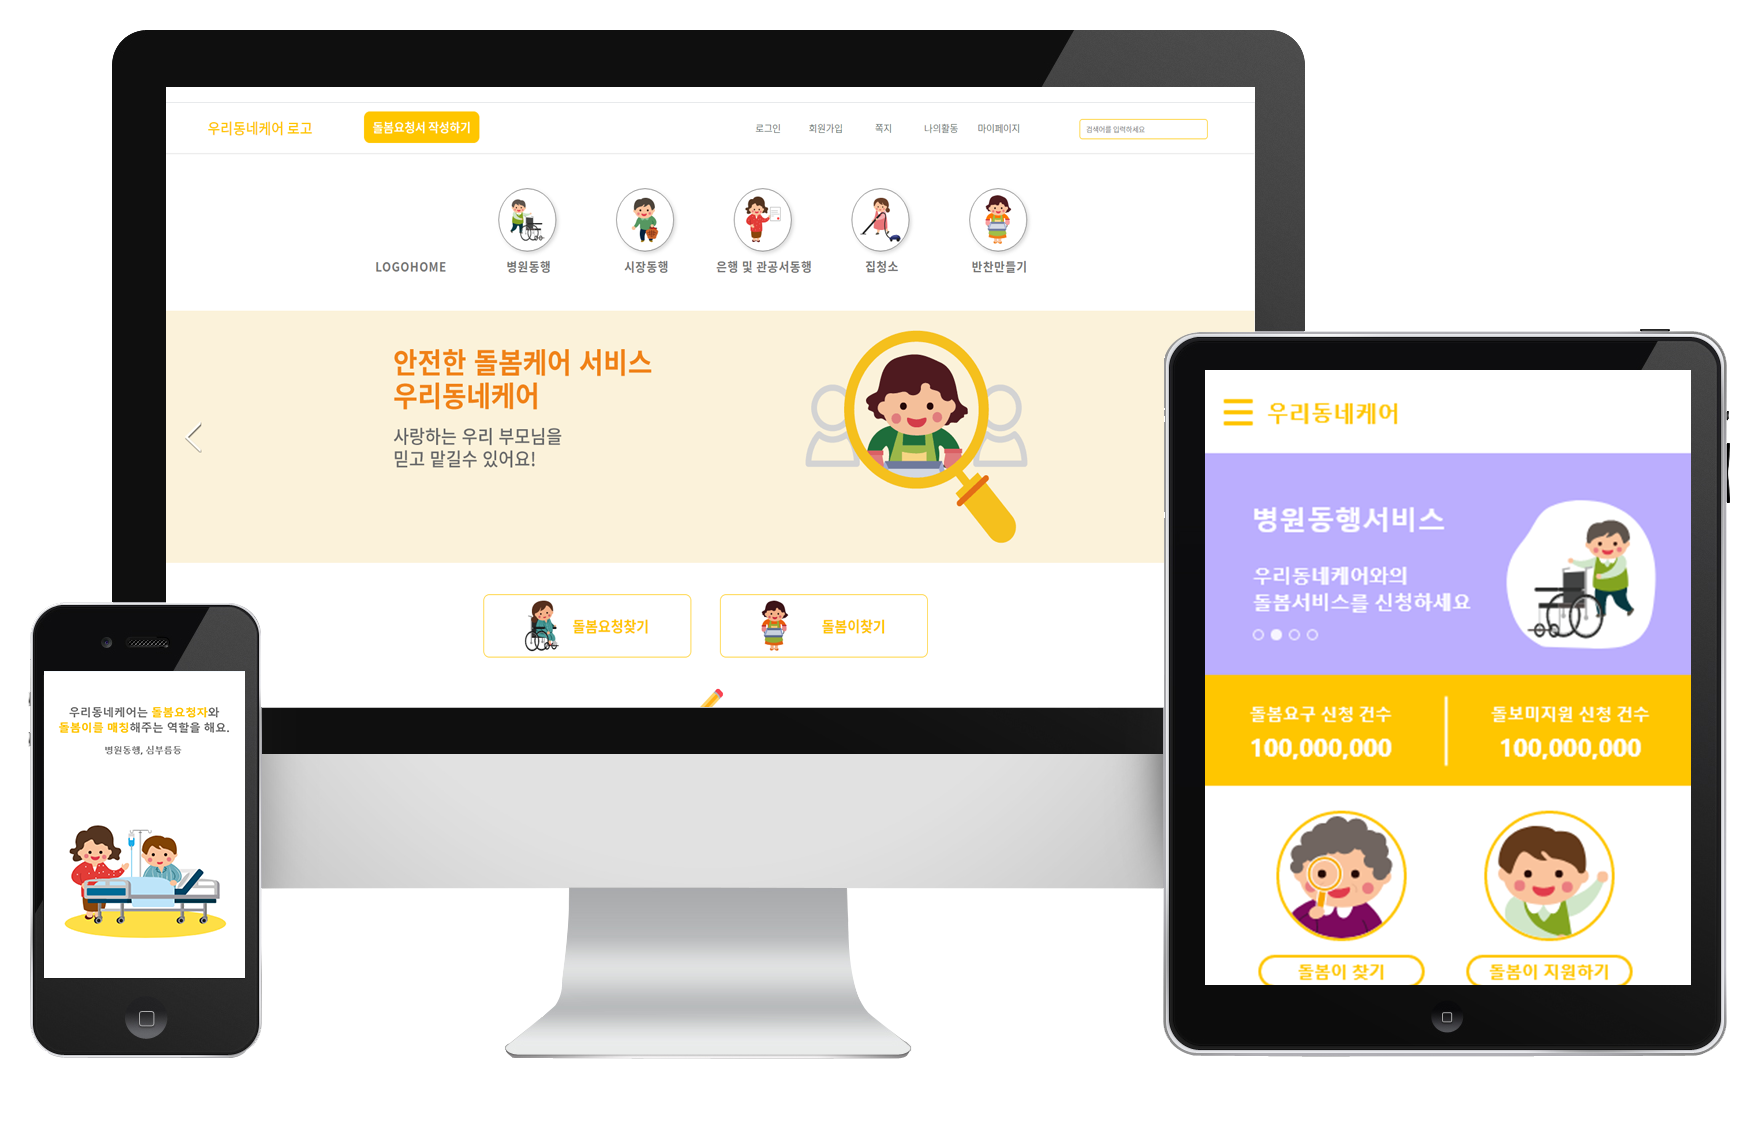 우리동네케어 로고
돌봄요청서 작성하기
로그인 회원가입 쪽지 나의활동 마이페이지
검색어를 입력하세요
LOGOHOME 병원동행 시장동행 은행 및 관공서동행 집청소 반찬만들기
안전한 돌봄케어 서비스
우리동네케어
사랑하는 우리 부모님을
믿고 맡길수 있어요!
돌봄요청찾기 돌봄이찾기
우리동네케어는 돌봄요청자와
돌봄이를 매칭해주는 역할을 해요.
병원동행, 심부름등
우리동네케어
병원동행서비스
우리동네케어와의
돌봄서비스를 신청하세요
돌봄요구 신청 건수 돌보미지원 신청 건수
100,000,000 100,000,000
돌봄이 찾기 돌봄이 지원하기